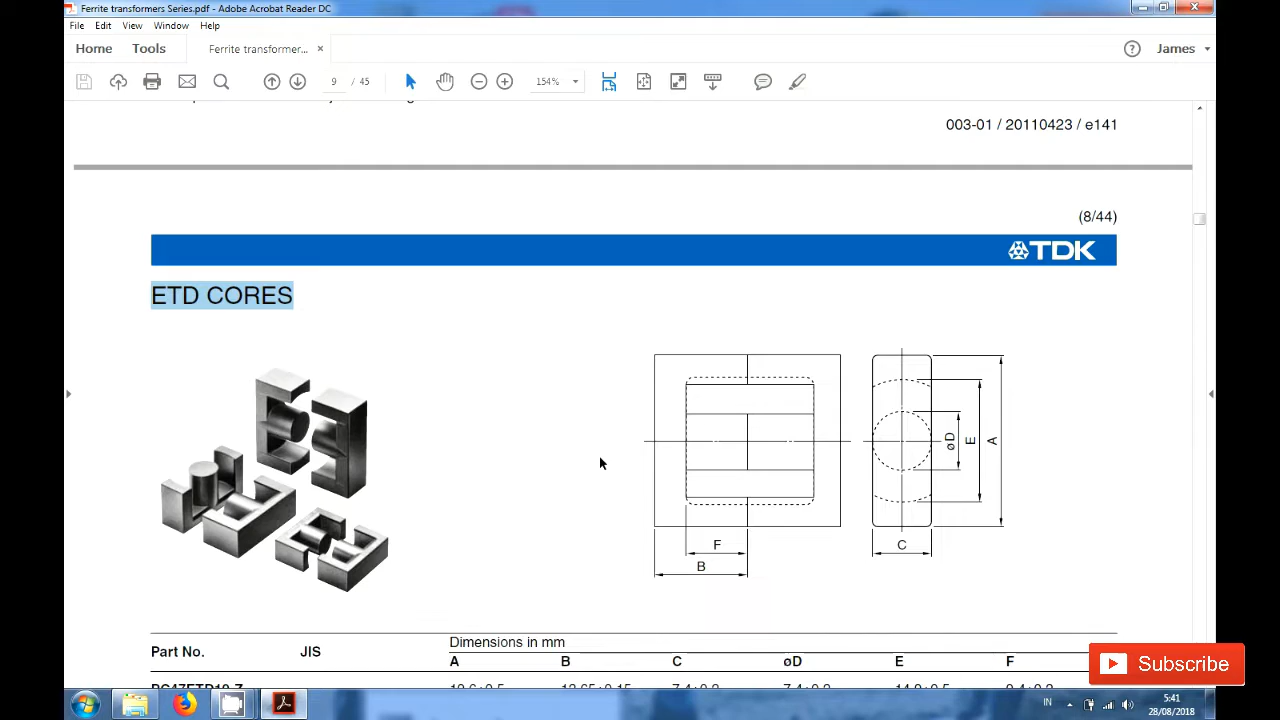 Ferrite transformers Series.pdf - Adobe Acrobat Reader DC
File Edit View Window Help
Home Tools Ferrite transformer... × ? James
9 / 45 154%
003-01 / 20110423 / e141
(8/44)
TDK
ETD CORES
øD E A
F
B
C
Dimensions in mm
Part No. JIS
A B C øD E F
Subscribe
IN 5:41
28/08/2018